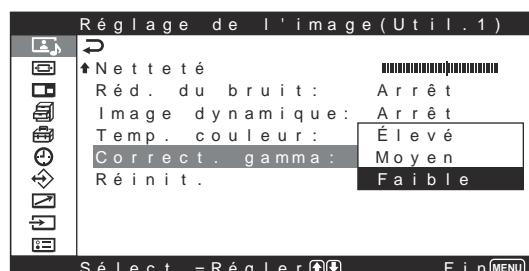 Réglage de l'image(Util.1)
Netteté
Réd. du bruit: Arrêt
Image dynamique: Arrêt
Temp. couleur: Élevé
Moyen
Correct. gamma: Faible
Réinit.
Sélect.=Régler Fin MENU